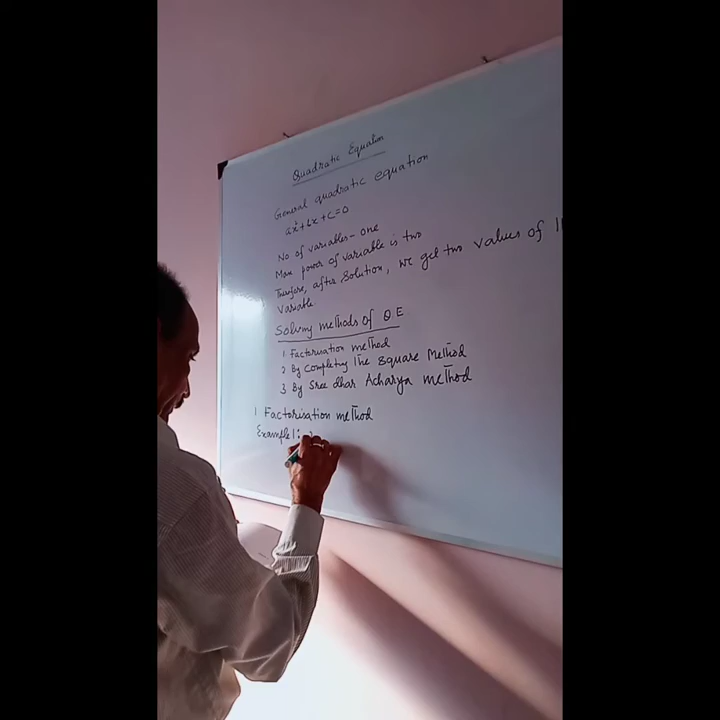 Quadratic Equation
General quadratic equation
ax²+bx+c=0
No of variables- one
Max power of variable is two
Therefore, after solution, we get two values of
variable
Solving methods of Q E
1 Factorisation method
2 By Completing the square Method
3 By Sree dhar Acharya method
1 Factorisation method
Example 1: